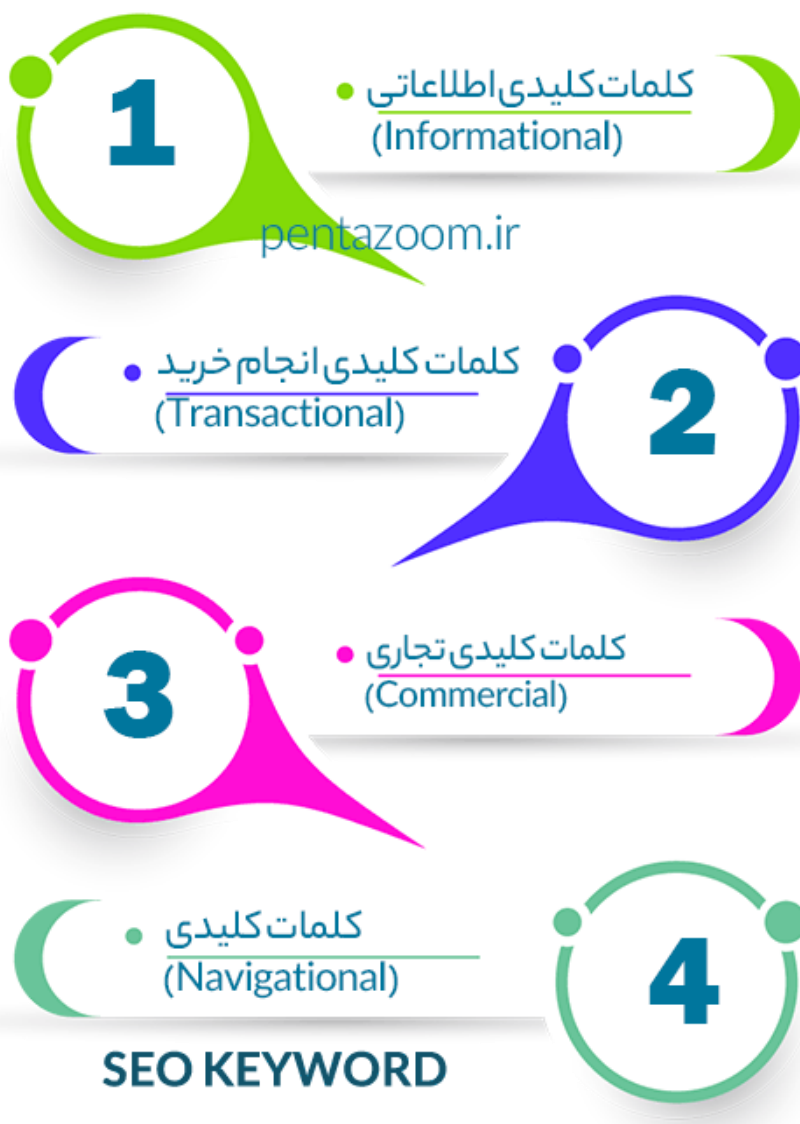 1
کلمات کلیدی اطلاعاتی
(Informational)
pentazoom.ir
2
کلمات کلیدی انجام خرید
(Transactional)
3
کلمات کلیدی تجاری
(Commercial)
4
کلمات کلیدی
(Navigational)
SEO KEYWORD